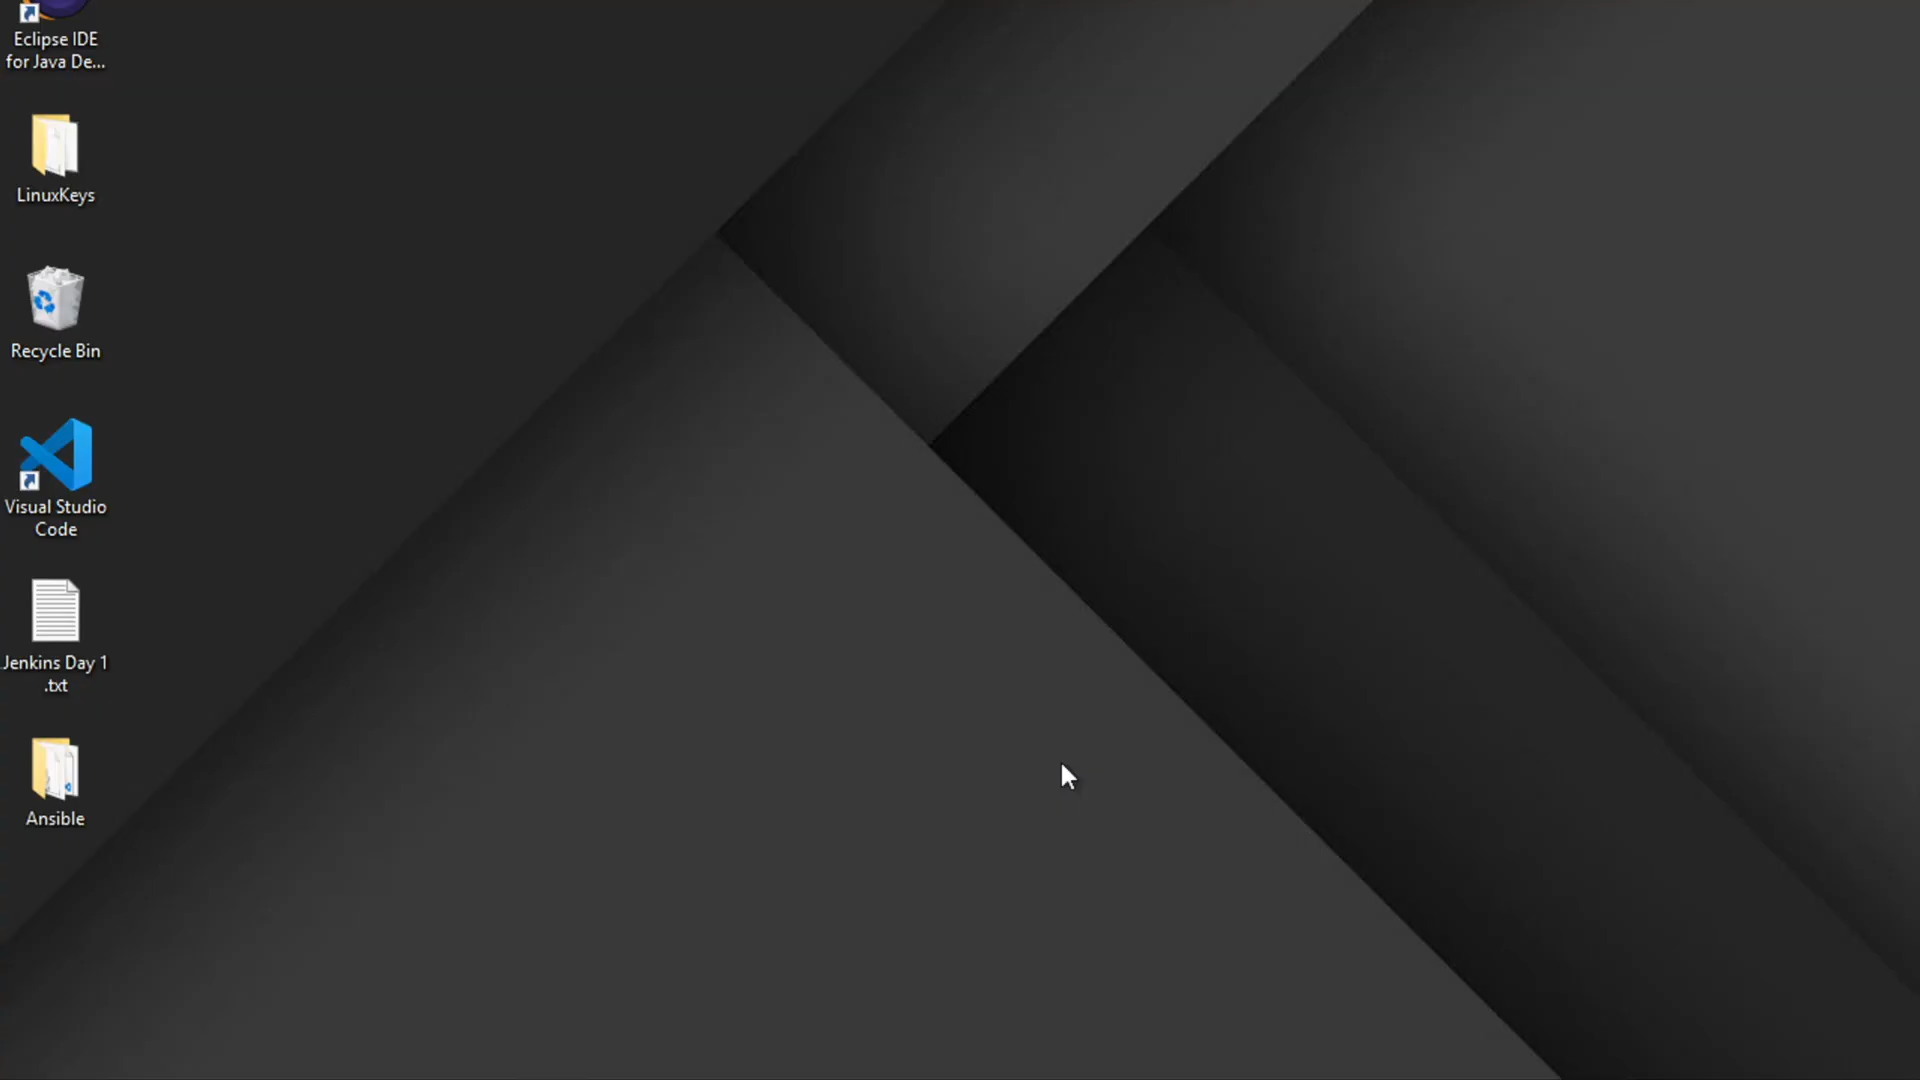 Eclipse IDE
for Java De...
LinuxKeys
Recycle Bin
Visual Studio
Code
Jenkins Day 1
.txt
Ansible